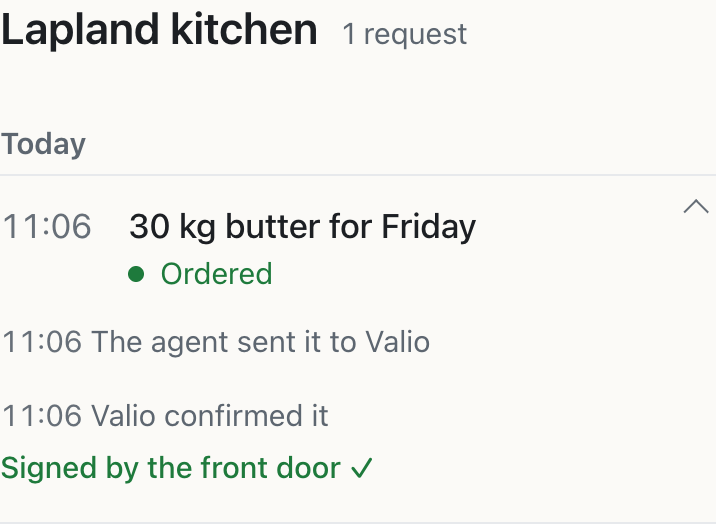 Lapland kitchen 1 request
Today
11:06 30 kg butter for Friday
Ordered
11:06 The agent sent it to Valio
11:06 Valio confirmed it
Signed by the front door ✓